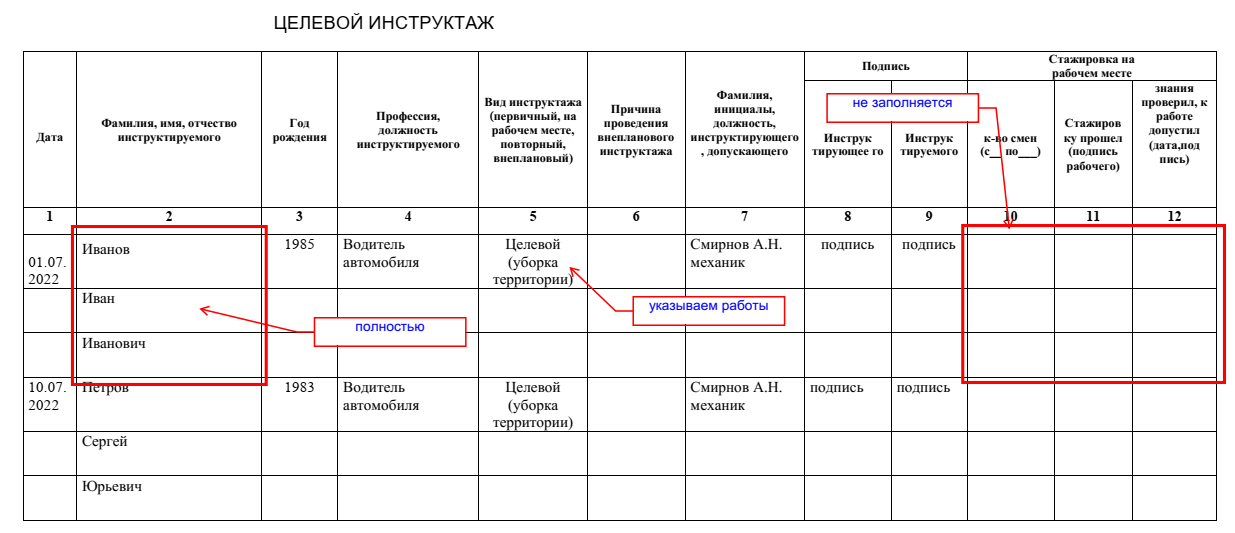 ЦЕЛЕВОЙ ИНСТРУКТАЖ
Дата
Фамилия, имя, отчество
инструктируемого
Год
рождения
Профессия,
должность
инструктируемого
Вид инструктажа
(первичный, на
рабочем месте,
повторный,
внеплановый)
Причина
проведения
внепланового
инструктажа
Фамилия,
инициалы,
должность,
инструктирующего
, допускающего
Подпись
Инструк
тирующее го
Инструк
тируемого
Стажировка на
рабочем месте
к-во смен
(с__ по___)
Стажиров
ку прошел
(подпись
рабочего)
знания
проверил, к
работе
допустил
(дата,под
пись)
не заполняется
1 2 3 4 5 6 7 8 9 10 11 12
01.07.
2022
Иванов
1985
Водитель
автомобиля
Целевой
(уборка
территории)
Смирнов А.Н.
механик
подпись
подпись
Иван
полностью
указываем работы
Иванович
10.07.
2022
Петров
1983
Водитель
автомобиля
Целевой
(уборка
территории)
Смирнов А.Н.
механик
подпись
подпись
Сергей
Юрьевич